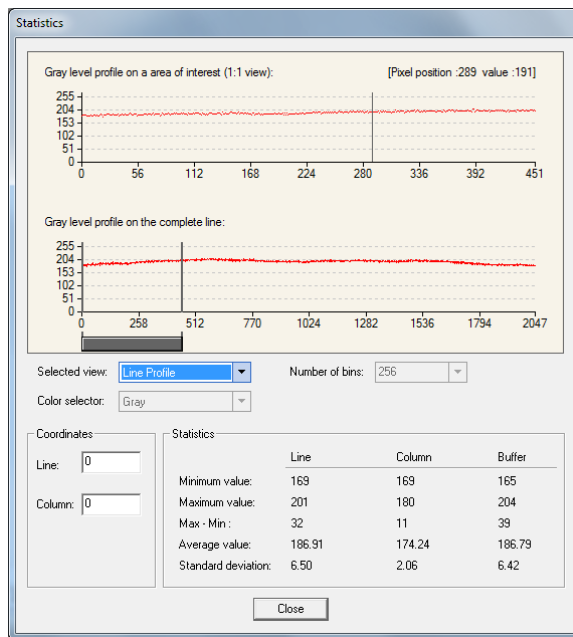 Statistics
Gray level profile on a area of interest (1:1 view): [Pixel position :289 value :191]
255
204
153
102
51
0
0 56 112 168 224 280 336 392 451
Gray level profile on the complete line:
255
204
153
102
51
0
0 258 512 770 1024 1282 1536 1794 2047
Selected view: Line Profile Number of bins: 256
Color selector: Gray
Coordinates Statistics
Line Column Buffer
Line: 0
Minimum value: 169 169 165
Column: 0 Maximum value: 201 180 204
Max - Min : 32 11 39
Average value: 186.91 174.24 186.79
Standard deviation: 6.50 2.06 6.42
Close